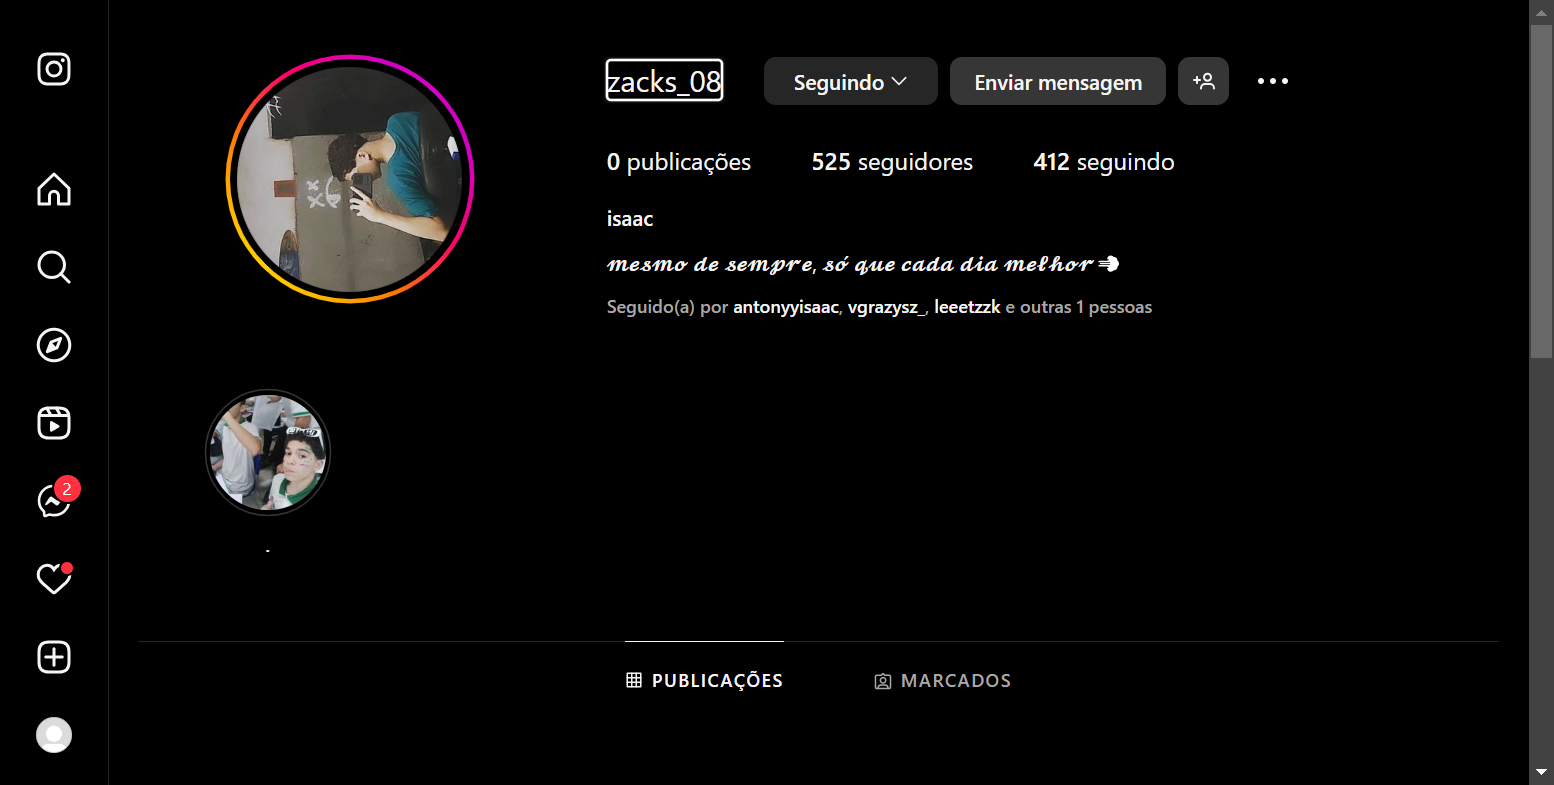 zacks_08
Seguindo
Enviar mensagem
0 publicações
525 seguidores
412 seguindo
isaac
𝓶𝓮𝓼𝓶𝓸 𝓭𝓮 𝓼𝓮𝓶𝓹𝓻𝓮, 𝓼ó 𝓺𝓾𝓮 𝓬𝓪𝓭𝓪 𝓭𝓲𝓪 𝓶𝓮𝓵𝓱𝓸𝓻 💨
Seguido(a) por antonyyisaac, vgrazysz_, leeetzzk e outras 1 pessoas
2
.
PUBLICAÇÕES
MARCADOS